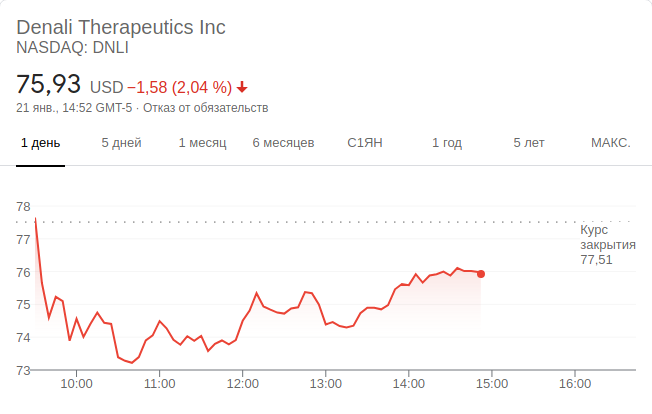 Denali Therapeutics Inc
NASDAQ: DNLI
75,93 USD −1,58 (2,04 %)
21 янв., 14:52 GMT-5 · Отказ от обязательств
1 день 5 дней 1 месяц 6 месяцев С1ЯН 1 год 5 лет МАКС.
78
77
76
75
74
73
Курс
закрытия
77,51
10:00 11:00 12:00 13:00 14:00 15:00 16:00